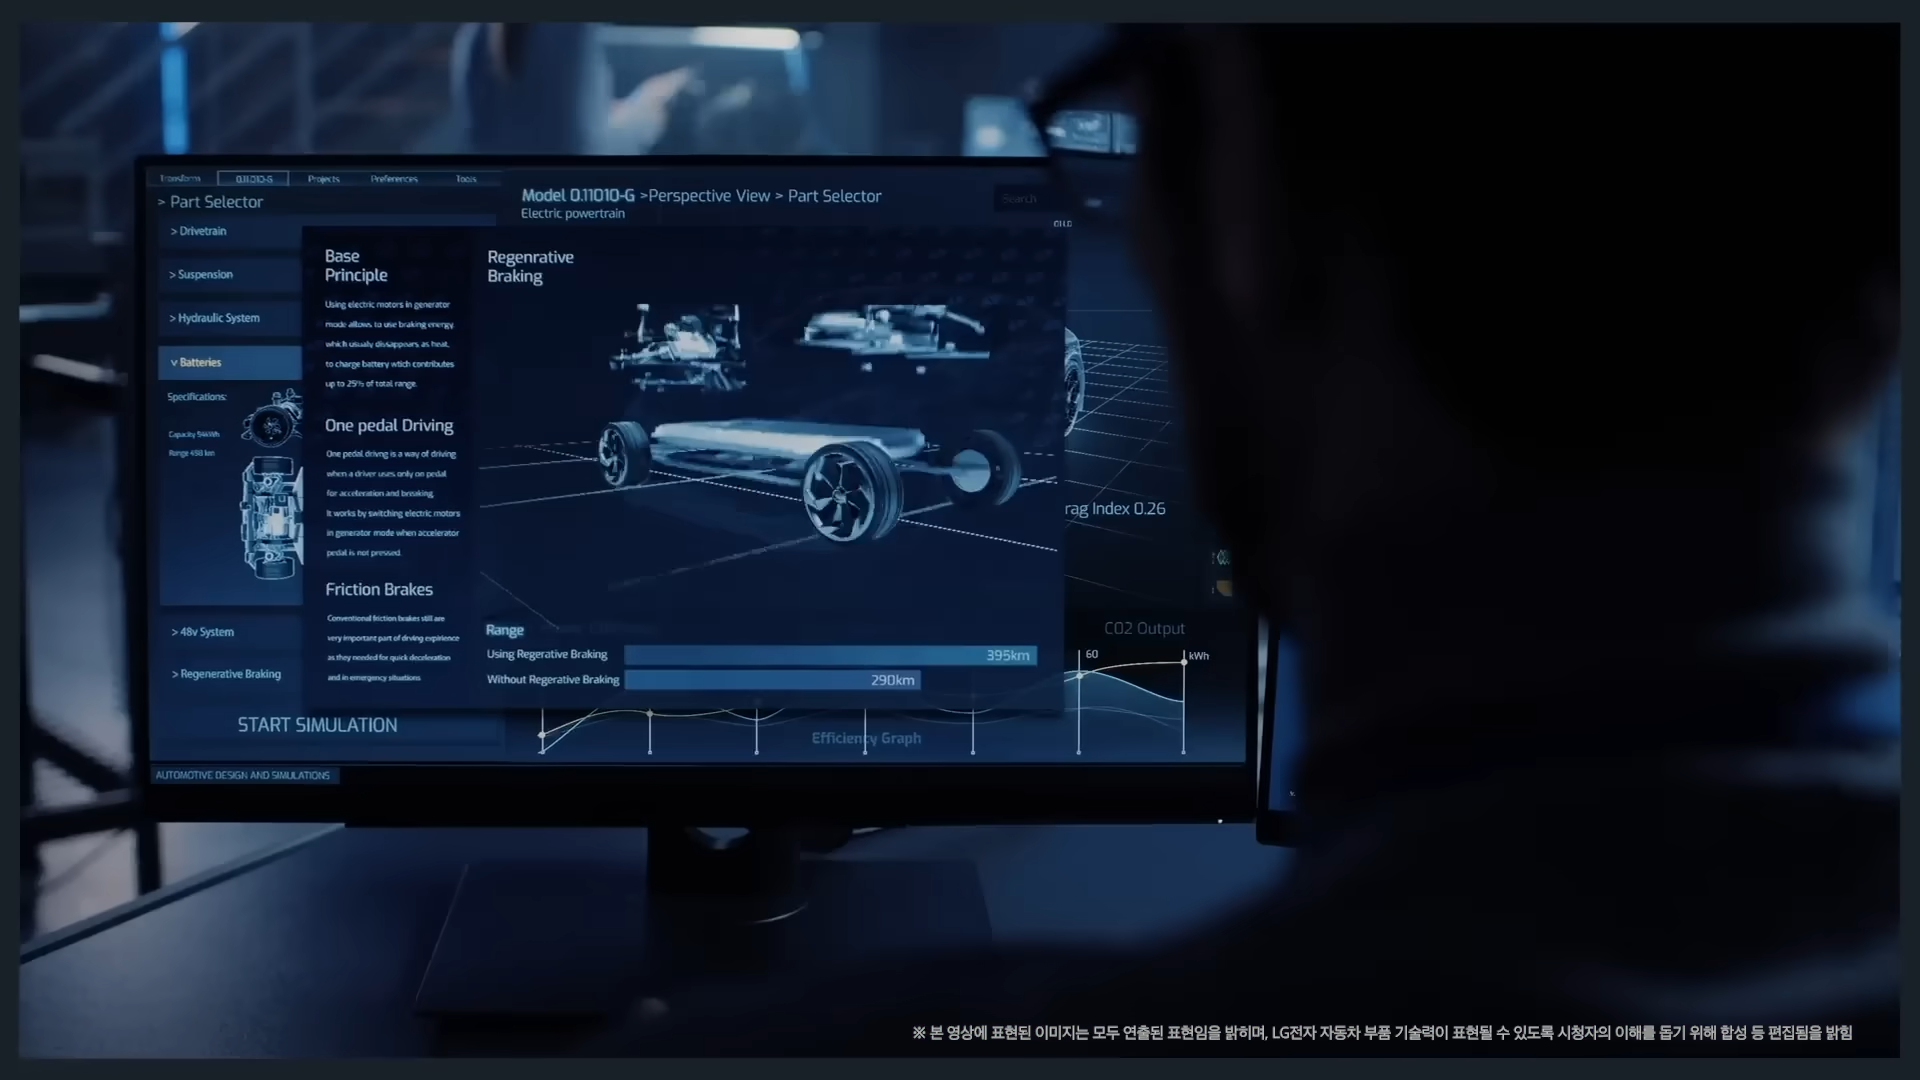 Transform 0.11010-G Projects Preferences Tools
> Part Selector
Model 0.11010-G >Perspective View > Part Selector
Search
Electric powertrain
> Drivetrain
> Suspension
> Hydraulic System
v Batteries
Specifications:
Capacity 94kWh
Range 498 km
> 48v System
> Regenerative Braking
START SIMULATION
AUTOMOTIVE DESIGN AND SIMULATIONS
Base
Principle
Using electric motors in generator
mode allows to use braking energy,
which usualy dissappears as heat,
to charge battery wtich contributes
up to 25% of total range.
One pedal Driving
One pedal drivng is a way of driving
when a driver uses only on pedal
for acceleration and breaking.
It works by switching electric motors
in generator mode when accelerator
pedal is not pressed.
Friction Brakes
Conventional friction brakes still are
very important part of driving expirience
as they needed for quick deceleration
and in emergency situations.
Regenrative
Braking
Range
Using Regerative Braking 395km
Without Regerative Braking 290km
rag Index 0.26
CO2 Output
60
kWh
Efficiency Graph
※ 본 영상에 표현된 이미지는 모두 연출된 표현임을 밝히며, LG전자 자동차 부품 기술력이 표현될 수 있도록 시청자의 이해를 돕기 위해 합성 등 편집됨을 밝힘